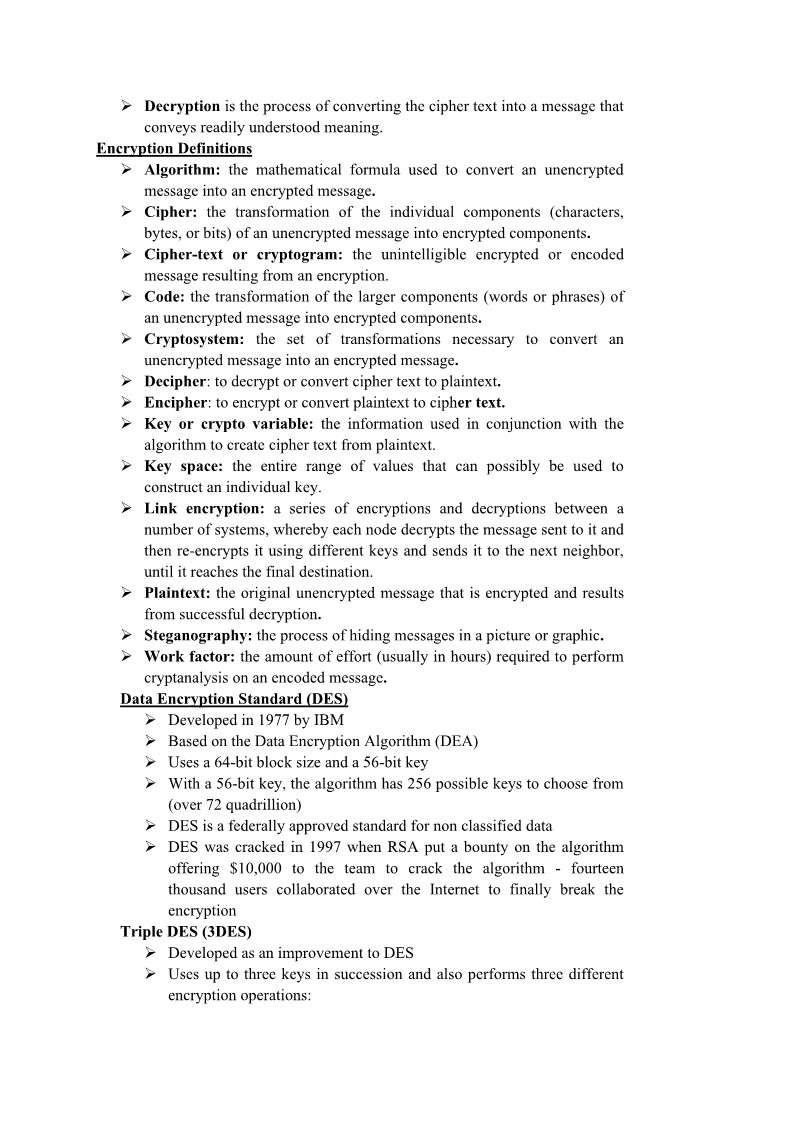 ➢ Decryption is the process of converting the cipher text into a message that
conveys readily understood meaning.
Encryption Definitions
➢ Algorithm: the mathematical formula used to convert an unencrypted
message into an encrypted message.
➢ Cipher: the transformation of the individual components (characters,
bytes, or bits) of an unencrypted message into encrypted components.
➢ Cipher-text or cryptogram: the unintelligible encrypted or encoded
message resulting from an encryption.
➢ Code: the transformation of the larger components (words or phrases) of
an unencrypted message into encrypted components.
➢ Cryptosystem: the set of transformations necessary to convert an
unencrypted message into an encrypted message.
➢ Decipher: to decrypt or convert cipher text to plaintext.
➢ Encipher: to encrypt or convert plaintext to cipher text.
➢ Key or crypto variable: the information used in conjunction with the
algorithm to create cipher text from plaintext.
➢ Key space: the entire range of values that can possibly be used to
construct an individual key.
➢ Link encryption: a series of encryptions and decryptions between a
number of systems, whereby each node decrypts the message sent to it and
then re-encrypts it using different keys and sends it to the next neighbor,
until it reaches the final destination.
➢ Plaintext: the original unencrypted message that is encrypted and results
from successful decryption.
➢ Steganography: the process of hiding messages in a picture or graphic.
➢ Work factor: the amount of effort (usually in hours) required to perform
cryptanalysis on an encoded message.
Data Encryption Standard (DES)
➢ Developed in 1977 by IBM
➢ Based on the Data Encryption Algorithm (DEA)
➢ Uses a 64-bit block size and a 56-bit key
➢ With a 56-bit key, the algorithm has 256 possible keys to choose from
(over 72 quadrillion)
➢ DES is a federally approved standard for non classified data
➢ DES was cracked in 1997 when RSA put a bounty on the algorithm
offering $10,000 to the team to crack the algorithm - fourteen
thousand users collaborated over the Internet to finally break the
encryption
Triple DES (3DES)
➢ Developed as an improvement to DES
➢ Uses up to three keys in succession and also performs three different
encryption operations: